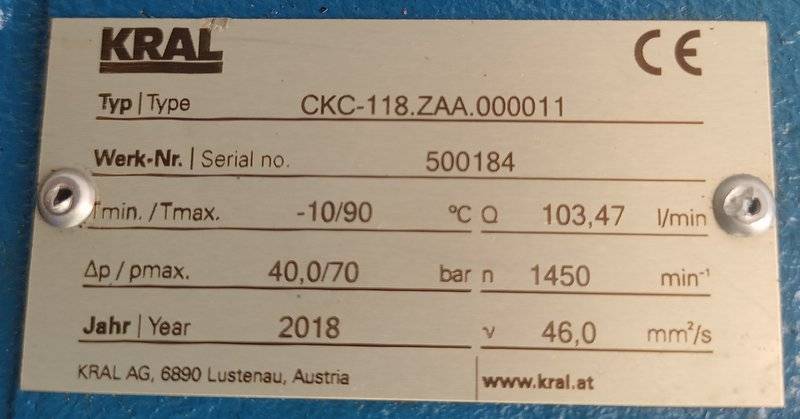 KRAL CE
Typ | Type CKC-118.ZAA.000011
Werk-Nr. | Serial no. 500184
Tmin. / Tmax. -10/90 °C Q 103,47 l/min
Δp / pmax. 40,0/70 bar n 1450 min⁻¹
Jahr | Year 2018 ν 46,0 mm²/s
KRAL AG, 6890 Lustenau, Austria www.kral.at